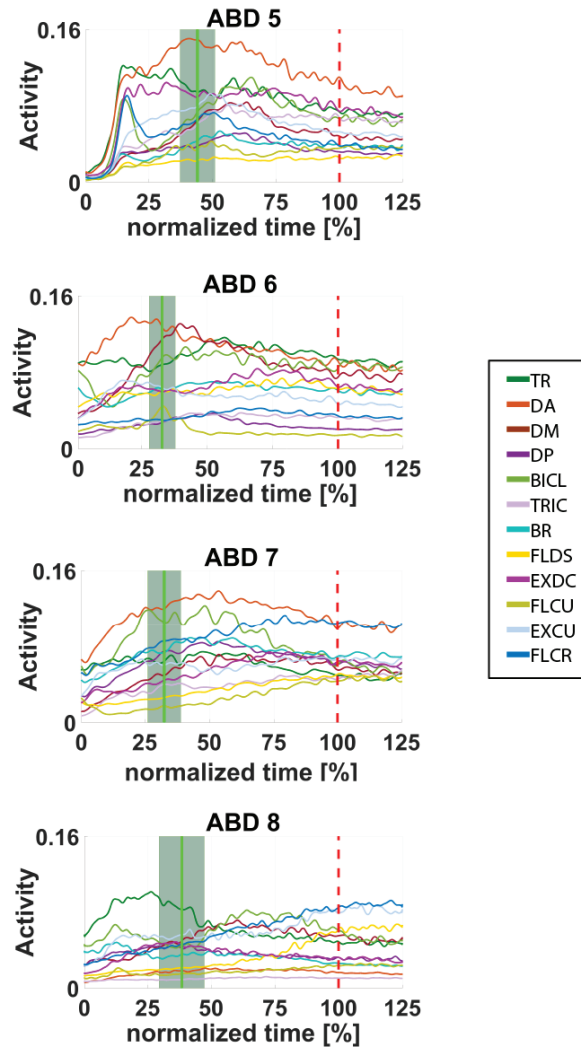 ABD 5
0.16
Activity
0
0 25 50 75 100 125
normalized time [%]
ABD 6
0.16
Activity
0
0 25 50 75 100 125
normalized time [%]
ABD 7
0.16
Activity
0
0 25 50 75 100 125
normalized time [%]
ABD 8
0.16
Activity
0
0 25 50 75 100 125
normalized time [%]
TR
DA
DM
DP
BICL
TRIC
BR
FLDS
EXDC
FLCU
EXCU
FLCR